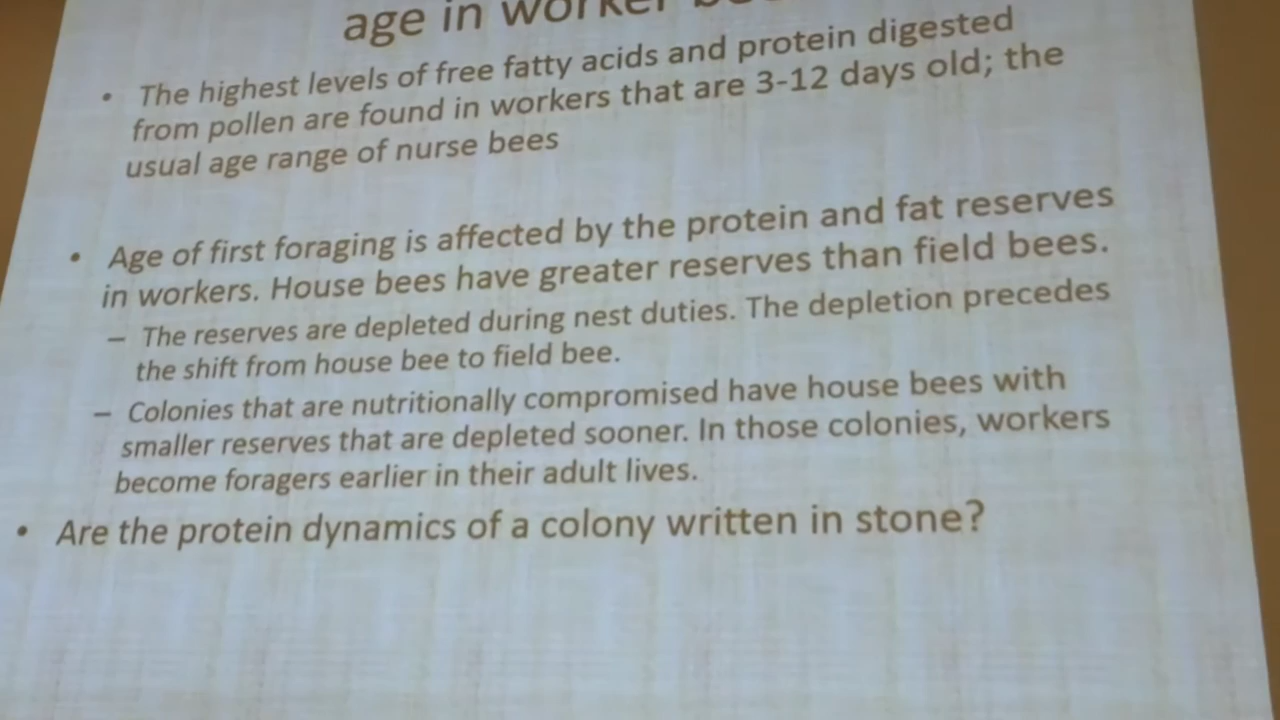 age in worker
• The highest levels of free fatty acids and protein digested
from pollen are found in workers that are 3-12 days old; the
usual age range of nurse bees
• Age of first foraging is affected by the protein and fat reserves
in workers. House bees have greater reserves than field bees.
– The reserves are depleted during nest duties. The depletion precedes
the shift from house bee to field bee.
– Colonies that are nutritionally compromised have house bees with
smaller reserves that are depleted sooner. In those colonies, workers
become foragers earlier in their adult lives.
• Are the protein dynamics of a colony written in stone?